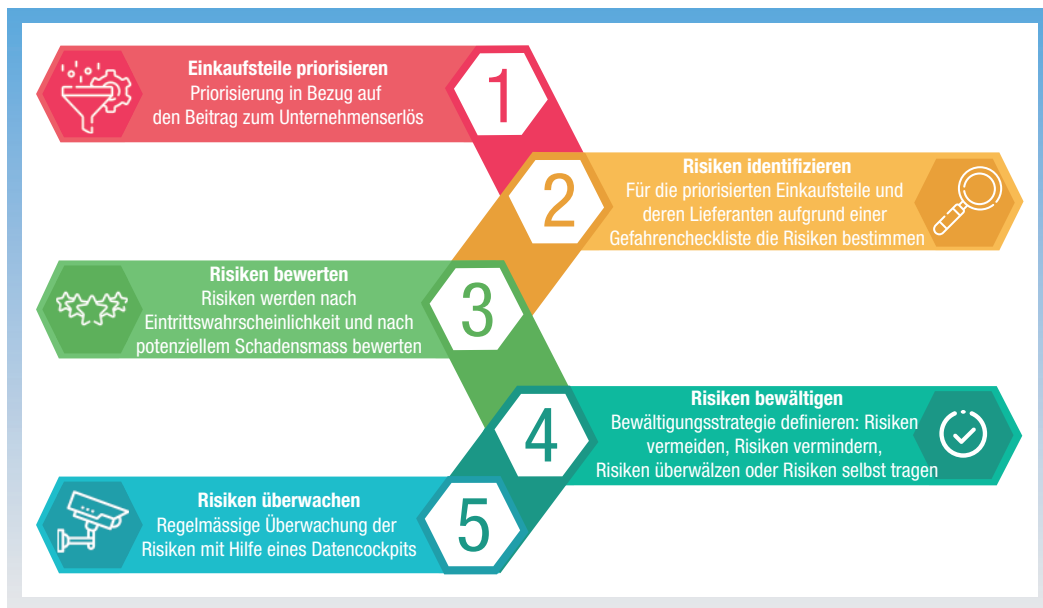 Einkaufsteile priorisieren
Priorisierung in Bezug auf
den Beitrag zum Unternehmenserlös
1
Risiken identifizieren
Für die priorisierten Einkaufsteile und
deren Lieferanten aufgrund einer
Gefahrencheckliste die Risiken bestimmen
2
Risiken bewerten
Risiken werden nach
Eintrittswahrscheinlichkeit und nach
potenziellem Schadensmass bewerten
3
Risiken bewältigen
Bewältigungsstrategie definieren: Risiken
vermeiden, Risiken vermindern,
Risiken überwälzen oder Risiken selbst tragen
4
Risiken überwachen
Regelmässige Überwachung der
Risiken mit Hilfe eines Datencockpits
5